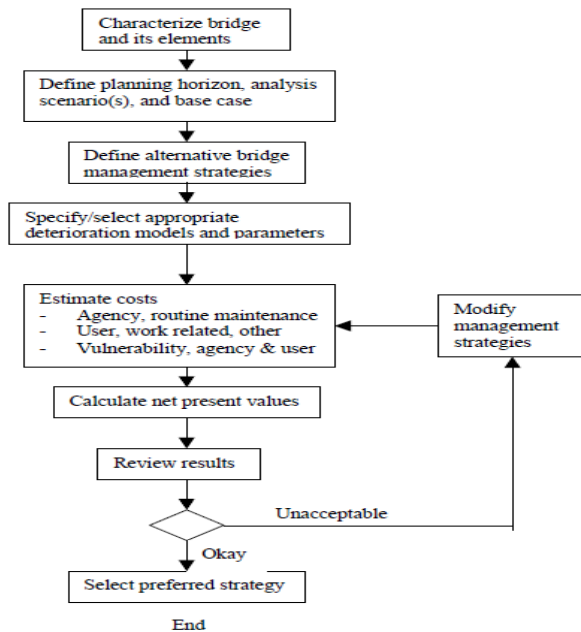 Characterize bridge
and its elements
Define planning horizon, analysis
scenario(s), and base case
Define alternative bridge
management strategies
Specify/select appropriate
deterioration models and parameters
Estimate costs
- Agency, routine maintenance
- User, work related, other
- Vulnerability, agency & user
Modify
management
strategies
Calculate net present values
Review results
Unacceptable
Okay
Select preferred strategy
End